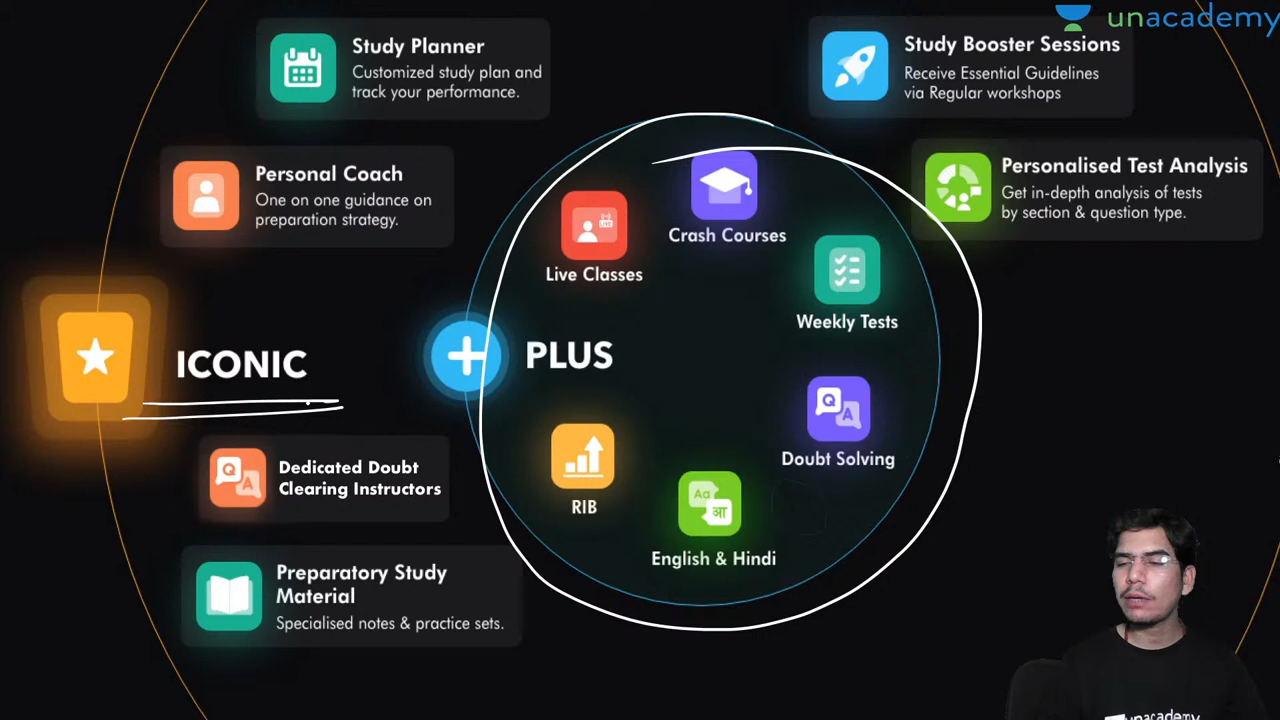 unacademy
Study Planner
Customized study plan and
track your performance.
Study Booster Sessions
Receive Essential Guidelines
via Regular workshops
Personal Coach
One on one guidance on
preparation strategy.
Personalised Test Analysis
Get in-depth analysis of tests
by section & question type.
LIVE
Live Classes
Crash Courses
Weekly Tests
ICONIC
PLUS
Q
A
Doubt Solving
Q
A
Dedicated Doubt
Clearing Instructors
RIB
Aa
आ
English & Hindi
Preparatory Study
Material
Specialised notes & practice sets.
unacademy